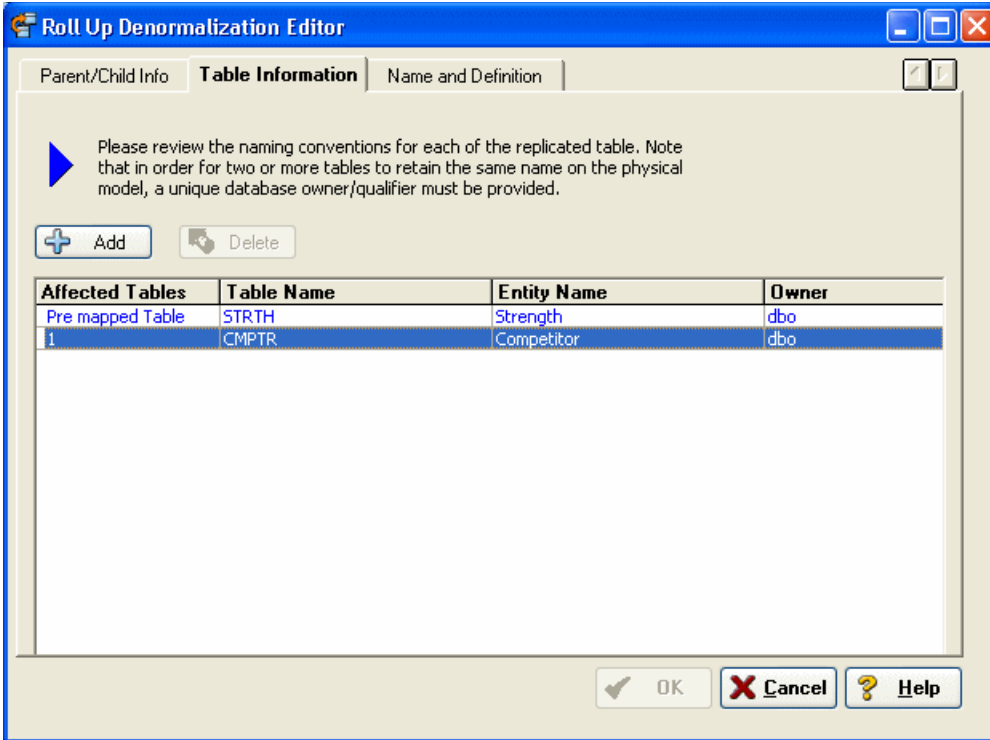 Roll Up Denormalization Editor
Parent/Child Info Table Information Name and Definition
Please review the naming conventions for each of the replicated table. Note
that in order for two or more tables to retain the same name on the physical
model, a unique database owner/qualifier must be provided.
Add Delete
Affected Tables Table Name Entity Name Owner
Pre mapped Table STRTH Strength dbo
1 CMPTR Competitor dbo
OK Cancel Help